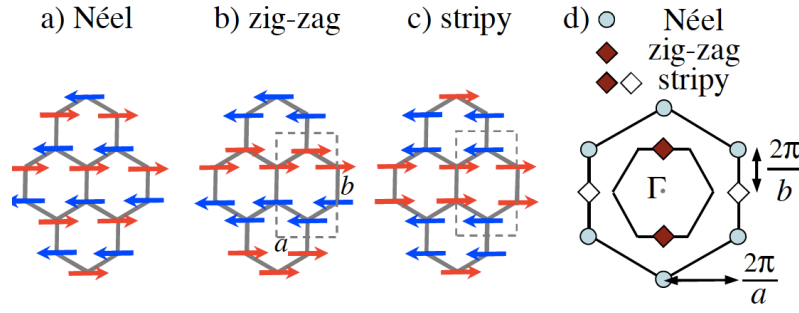 a) Néel
b) zig-zag
c) stripy
d)
Néel
zig-zag
stripy
a
b
Γ
2π
b
2π
a